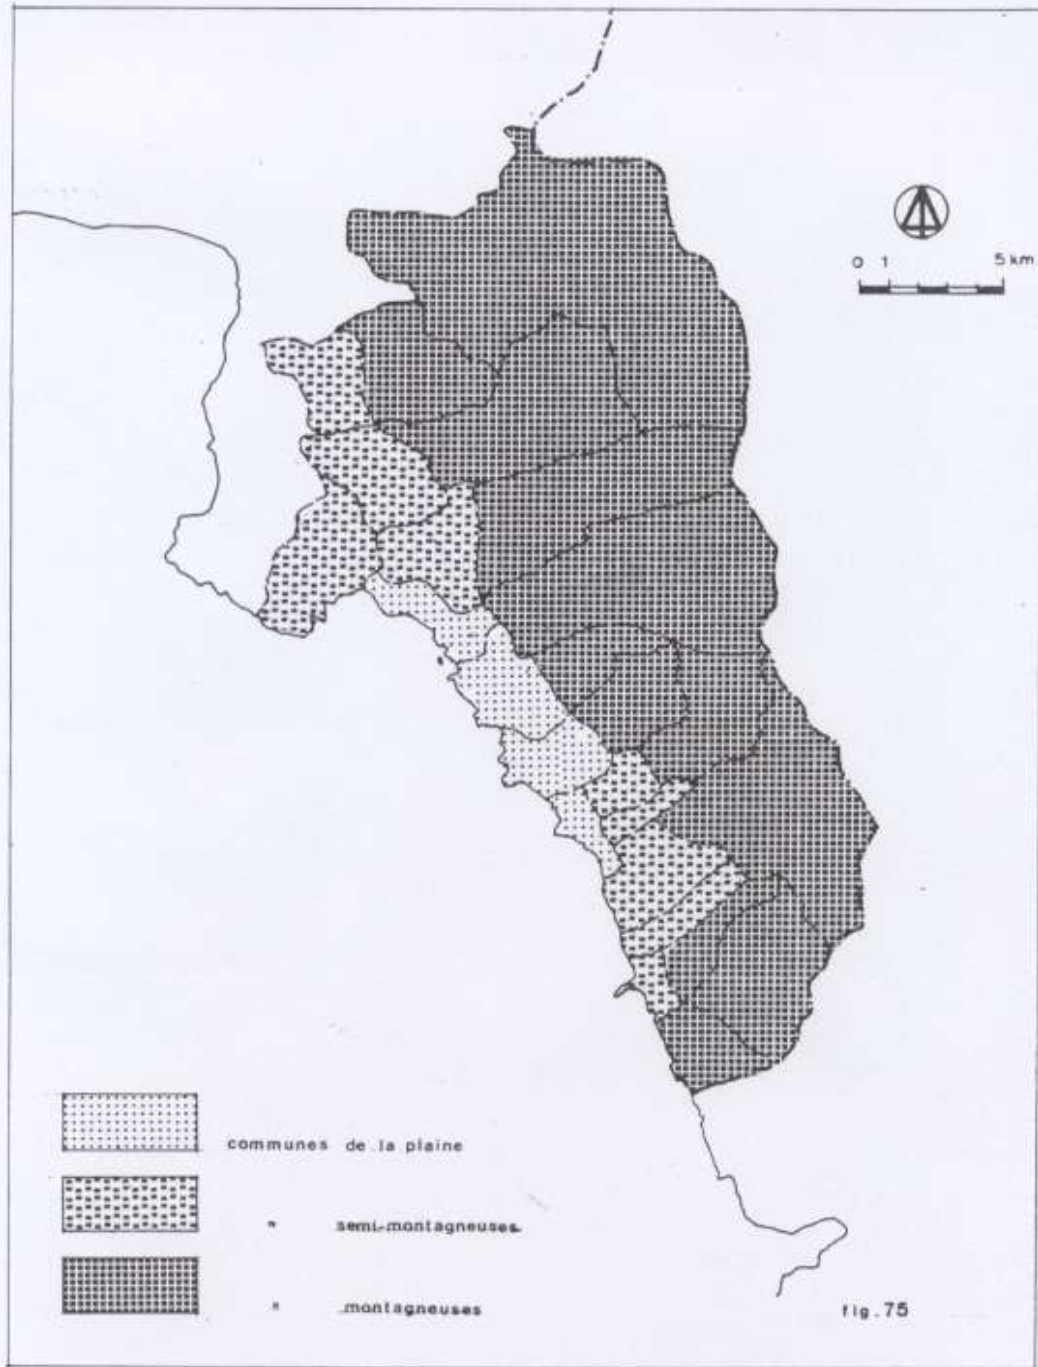 0 1 5 km
communes de la plaine
" semi-montagneuses
" montagneuses
fig. 75